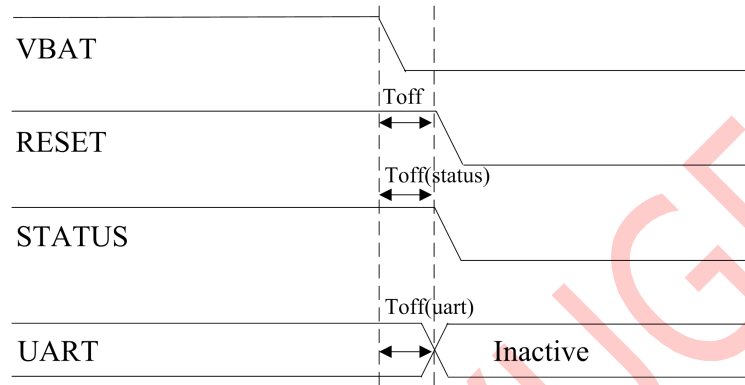 VBAT
Toff
RESET
Toff(status)
STATUS
Toff(uart)
UART Inactive